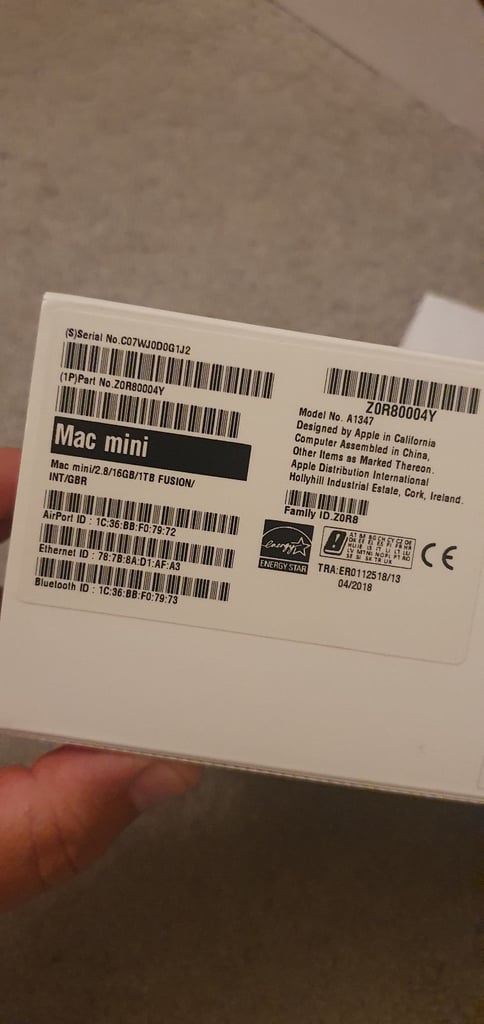 (S)Serial No.C07WJ0D0G1J2
(1P)Part No.Z0R80004Y
Mac mini
Mac mini/2.8/16GB/1TB FUSION/
INT/GBR
AirPort ID : 1C:36:BB:F0:79:72
Ethernet ID : 78:7B:8A:D1:AF:A3
Bluetooth ID : 1C:36:BB:F0:79:73
Z0R80004Y
Model No. A1347
Designed by Apple in California
Computer Assembled in China,
Other Items as Marked Thereon.
Apple Distribution International
Hollyhill Industrial Estate, Cork, Ireland.
Family ID.Z0R8
energy
ENERGY STAR
CE
TRA:ER0112518/13
04/2018